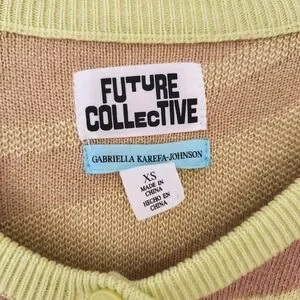 FUTURE
COLLECTIVE
GABRIELLA KAREFA-JOHNSON
XS
MADE IN
CHINA
HECHO EN
CHINA